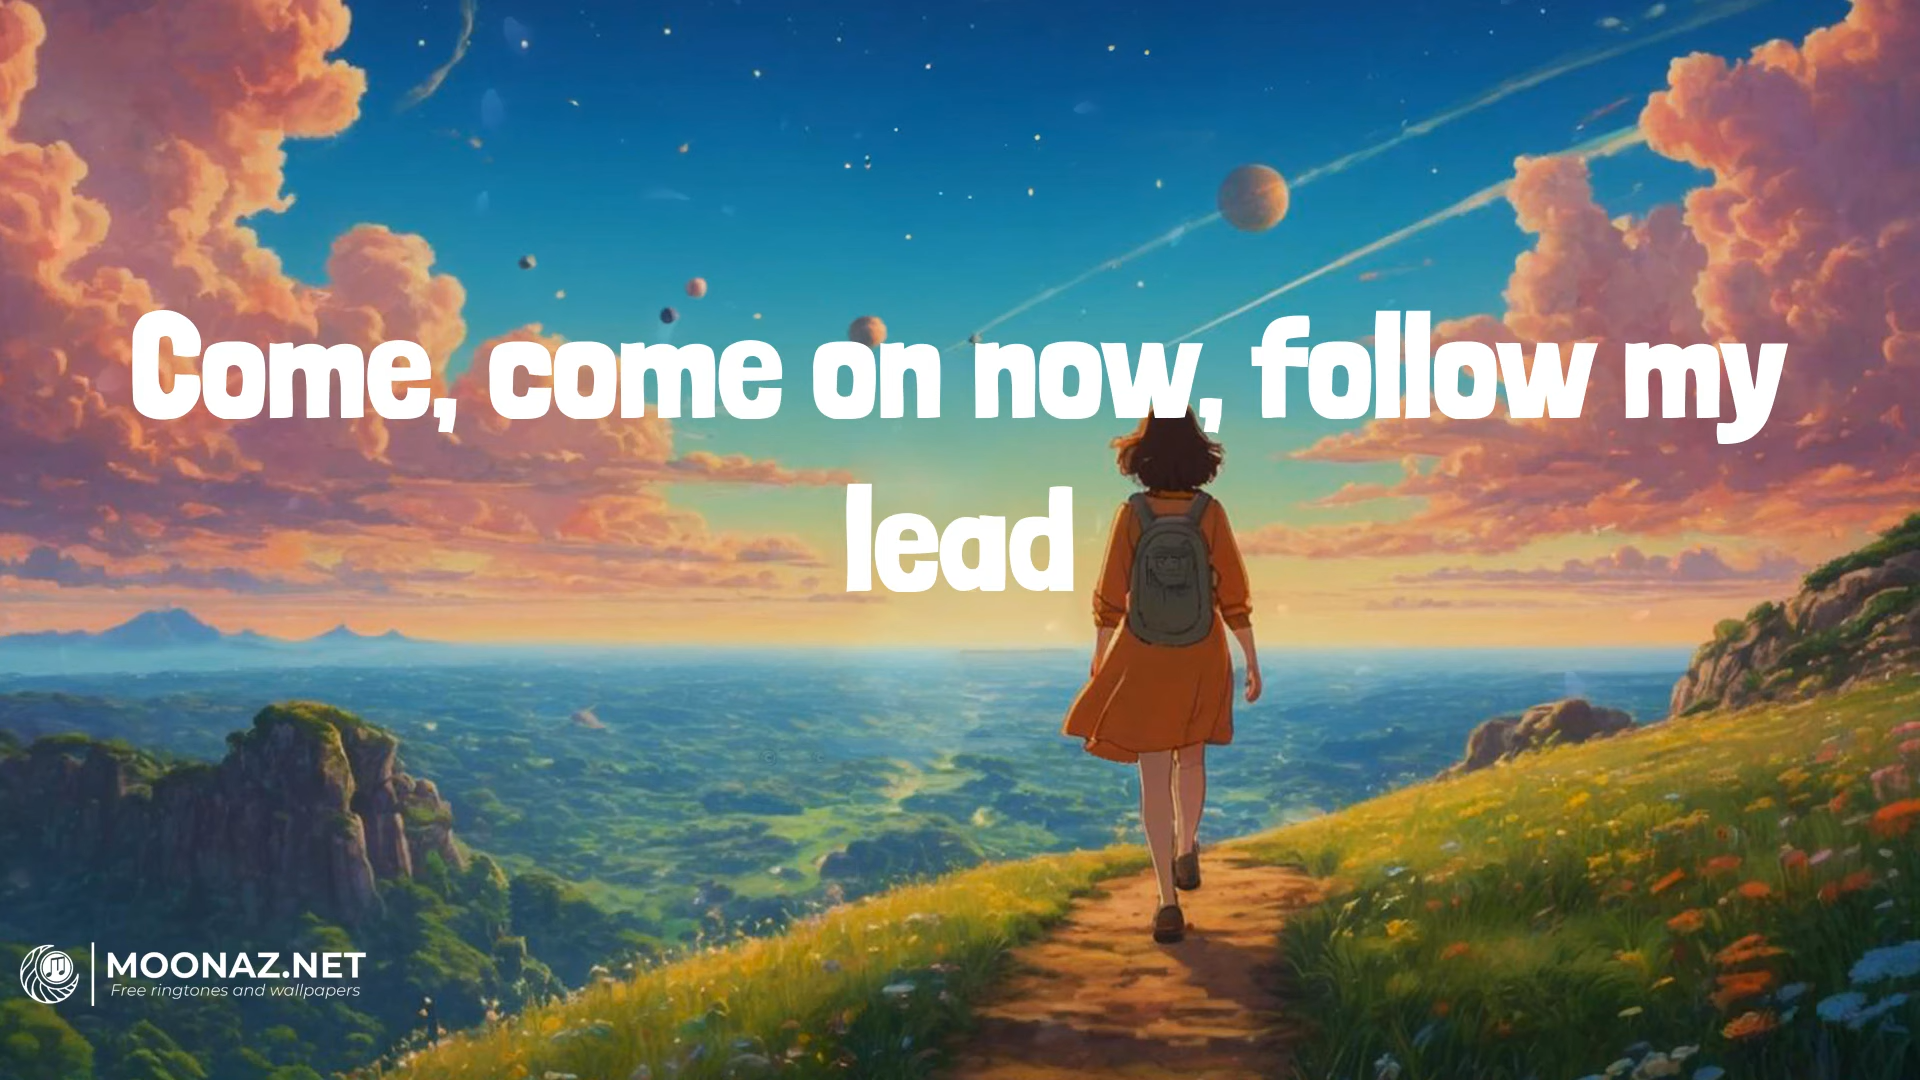 Come, come on now, follow my
lead
MOONAZ.NET
Free ringtones and wallpapers